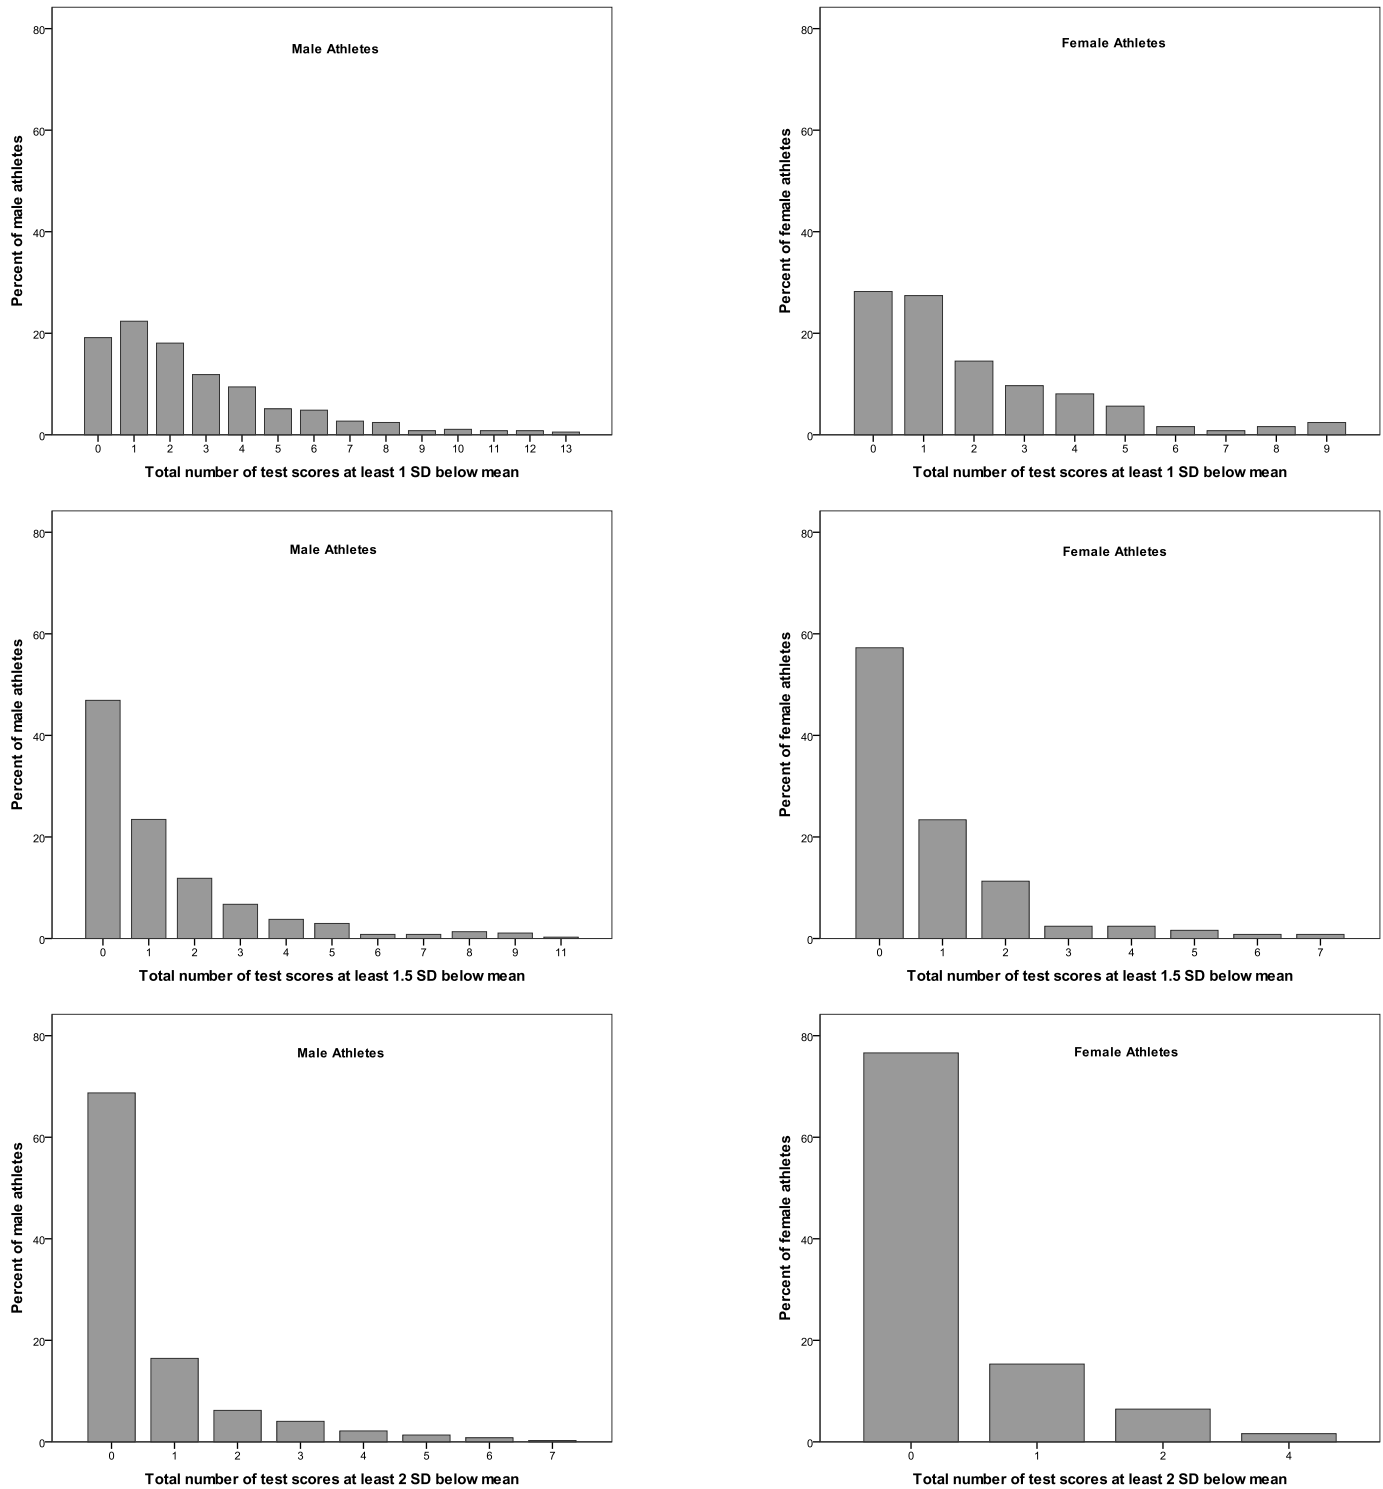 Male Athletes
Percent of male athletes
80
60
40
20
0
0 1 2 3 4 5 6 7 8 9 10 11 12 13
Total number of test scores at least 1 SD below mean
Female Athletes
Percent of female athletes
80
60
40
20
0
0 1 2 3 4 5 6 7 8 9
Total number of test scores at least 1 SD below mean
Male Athletes
Percent of male athletes
80
60
40
20
0
0 1 2 3 4 5 6 7 8 9 11
Total number of test scores at least 1.5 SD below mean
Female Athletes
Percent of female athletes
80
60
40
20
0
0 1 2 3 4 5 6 7
Total number of test scores at least 1.5 SD below mean
Male Athletes
Percent of male athletes
80
60
40
20
0
0 1 2 3 4 5 6 7
Total number of test scores at least 2 SD below mean
Female Athletes
Percent of female athletes
80
60
40
20
0
0 1 2 4
Total number of test scores at least 2 SD below mean